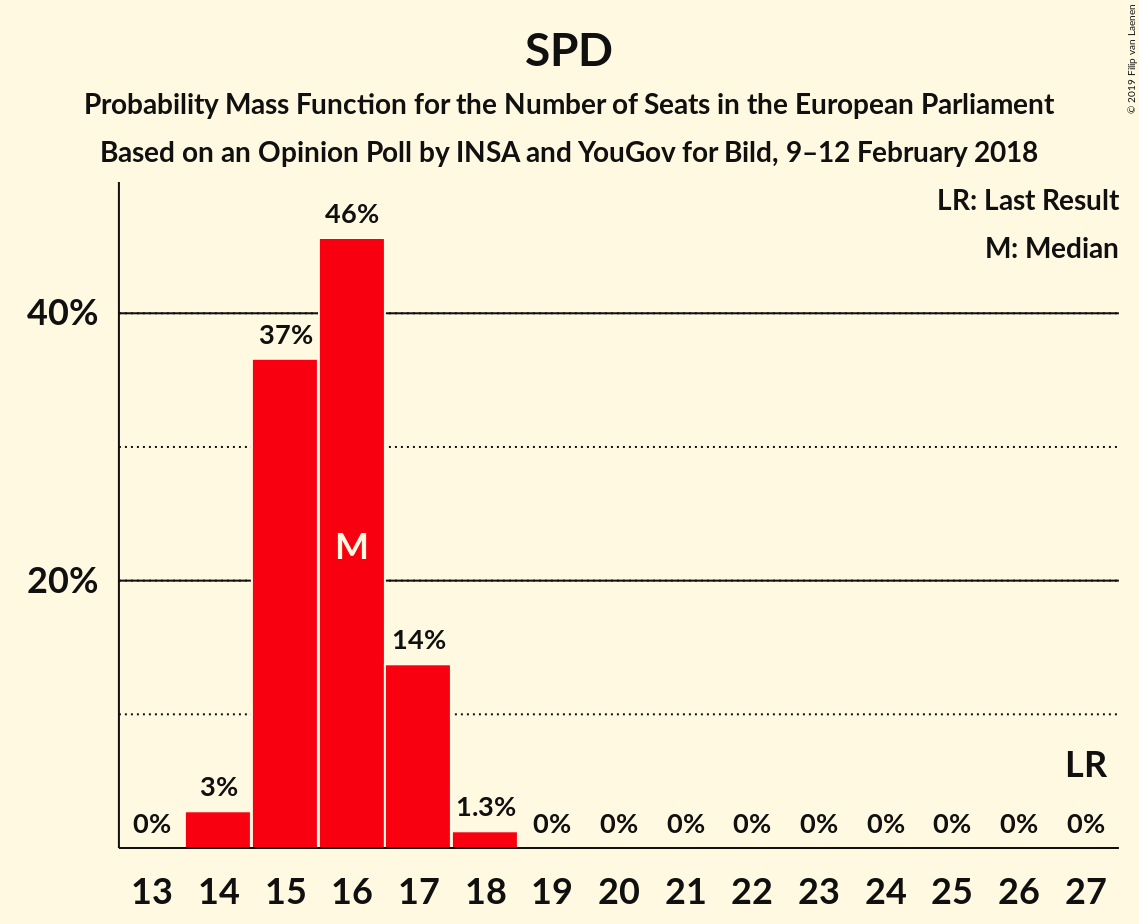 SPD
Probability Mass Function for the Number of Seats in the European Parliament
Based on an Opinion Poll by INSA and YouGov for Bild, 9–12 February 2018
© 2019 Filip van Laenen
LR: Last Result
M: Median
46%
40%
37%
M
20%
14%
LR
3%
1.3%
0% 0% 0% 0% 0% 0% 0% 0% 0% 0%
13 14 15 16 17 18 19 20 21 22 23 24 25 26 27